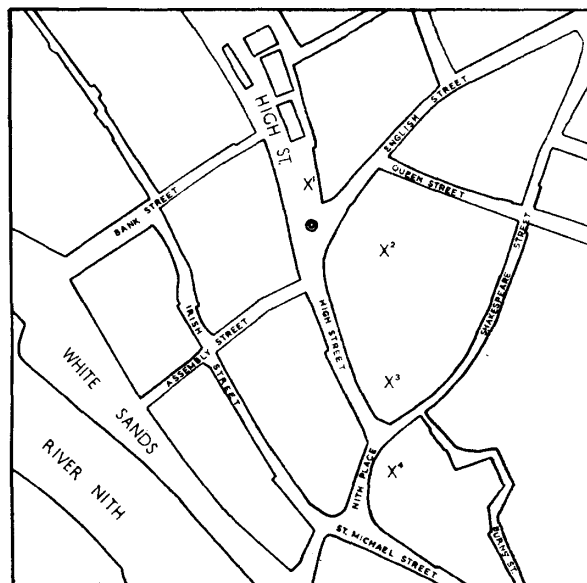 HIGH ST.
ENGLISH STREET
X¹
QUEEN STREET
BANK STREET
X²
SHAKESPEARE STREET
IRISH STREET
HIGH STREET
ASSEMBLY STREET
WHITE SANDS
X³
RIVER NITH
NITH PLACE
X⁴
ST. MICHAEL STREET
BURNS ST.